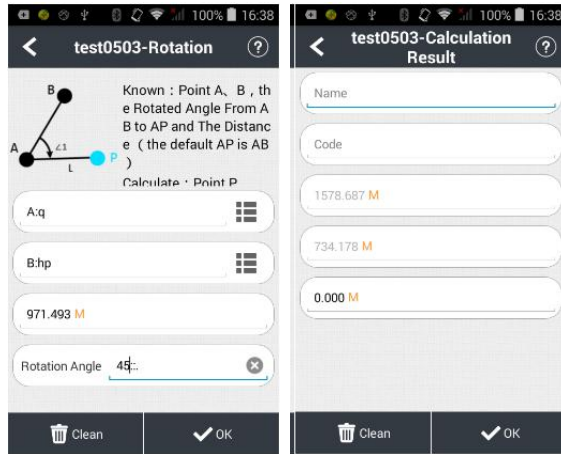 100% 16:38
test0503-Rotation
?
B
A
∠1
P
L
Known : Point A、B , th
e Rotated Angle From A
B to AP and The Distanc
e ( the default AP is AB
)
Calculate : Point P
A:q
B:hp
971.493 M
Rotation Angle 45::.
Clean
OK
100% 16:38
test0503-Calculation
Result
?
Name
Code
1578.687 M
734.178 M
0.000 M
Clean
OK